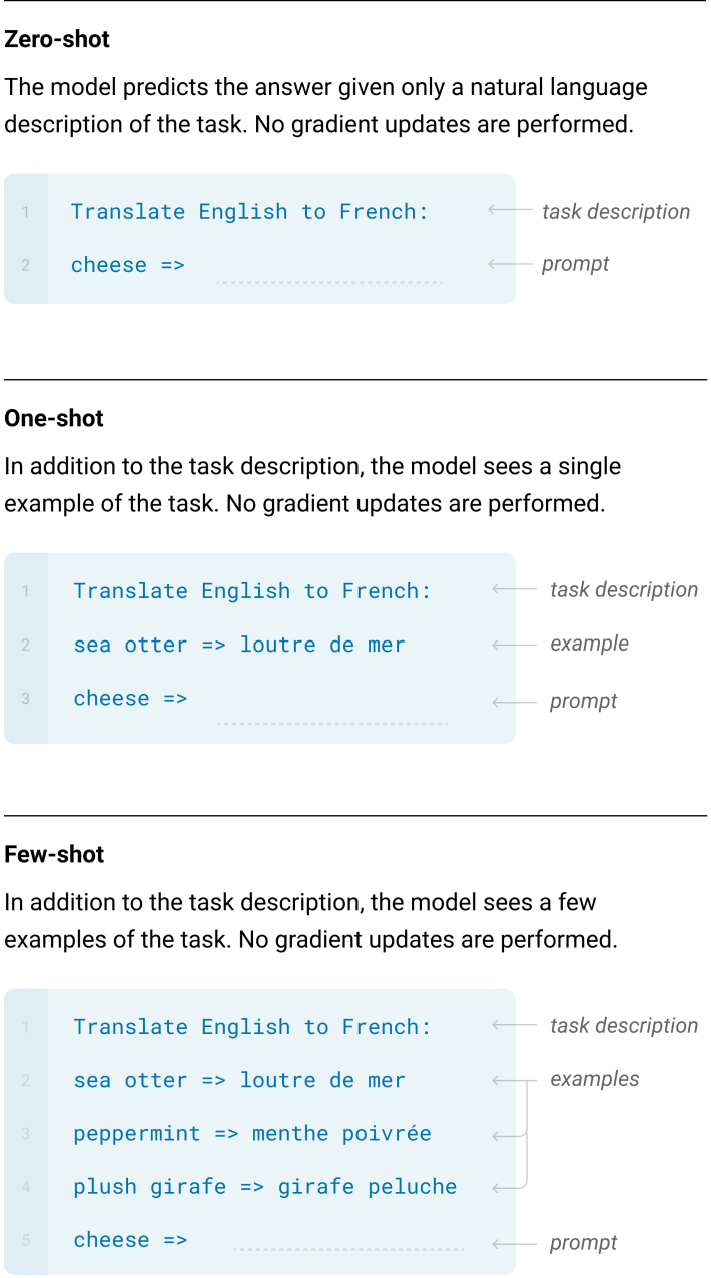 Zero-shot
The model predicts the answer given only a natural language
description of the task. No gradient updates are performed.
1 Translate English to French: task description
2 cheese => prompt
One-shot
In addition to the task description, the model sees a single
example of the task. No gradient updates are performed.
1 Translate English to French: task description
2 sea otter => loutre de mer example
3 cheese => prompt
Few-shot
In addition to the task description, the model sees a few
examples of the task. No gradient updates are performed.
1 Translate English to French: task description
2 sea otter => loutre de mer examples
3 peppermint => menthe poivrée
4 plush girafe => girafe peluche
5 cheese => prompt